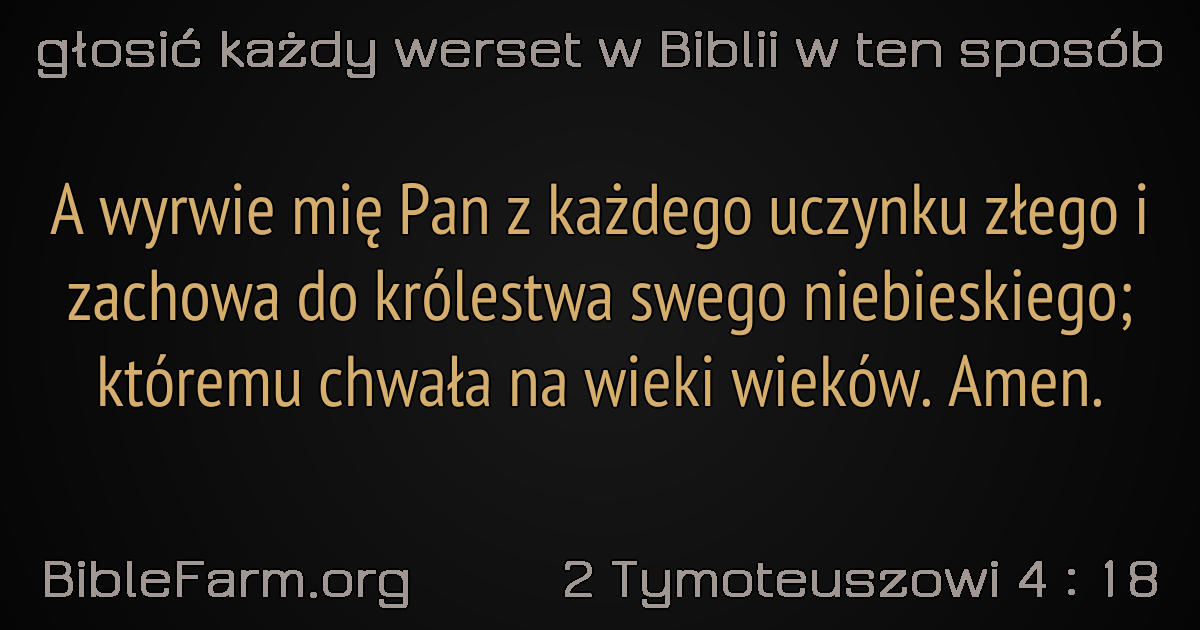 głosić każdy werset w Biblii w ten sposób
A wyrwie mię Pan z każdego uczynku złego i
zachowa do królestwa swego niebieskiego;
któremu chwała na wieki wieków. Amen.
BibleFarm.org
2 Tymoteuszowi 4 : 18